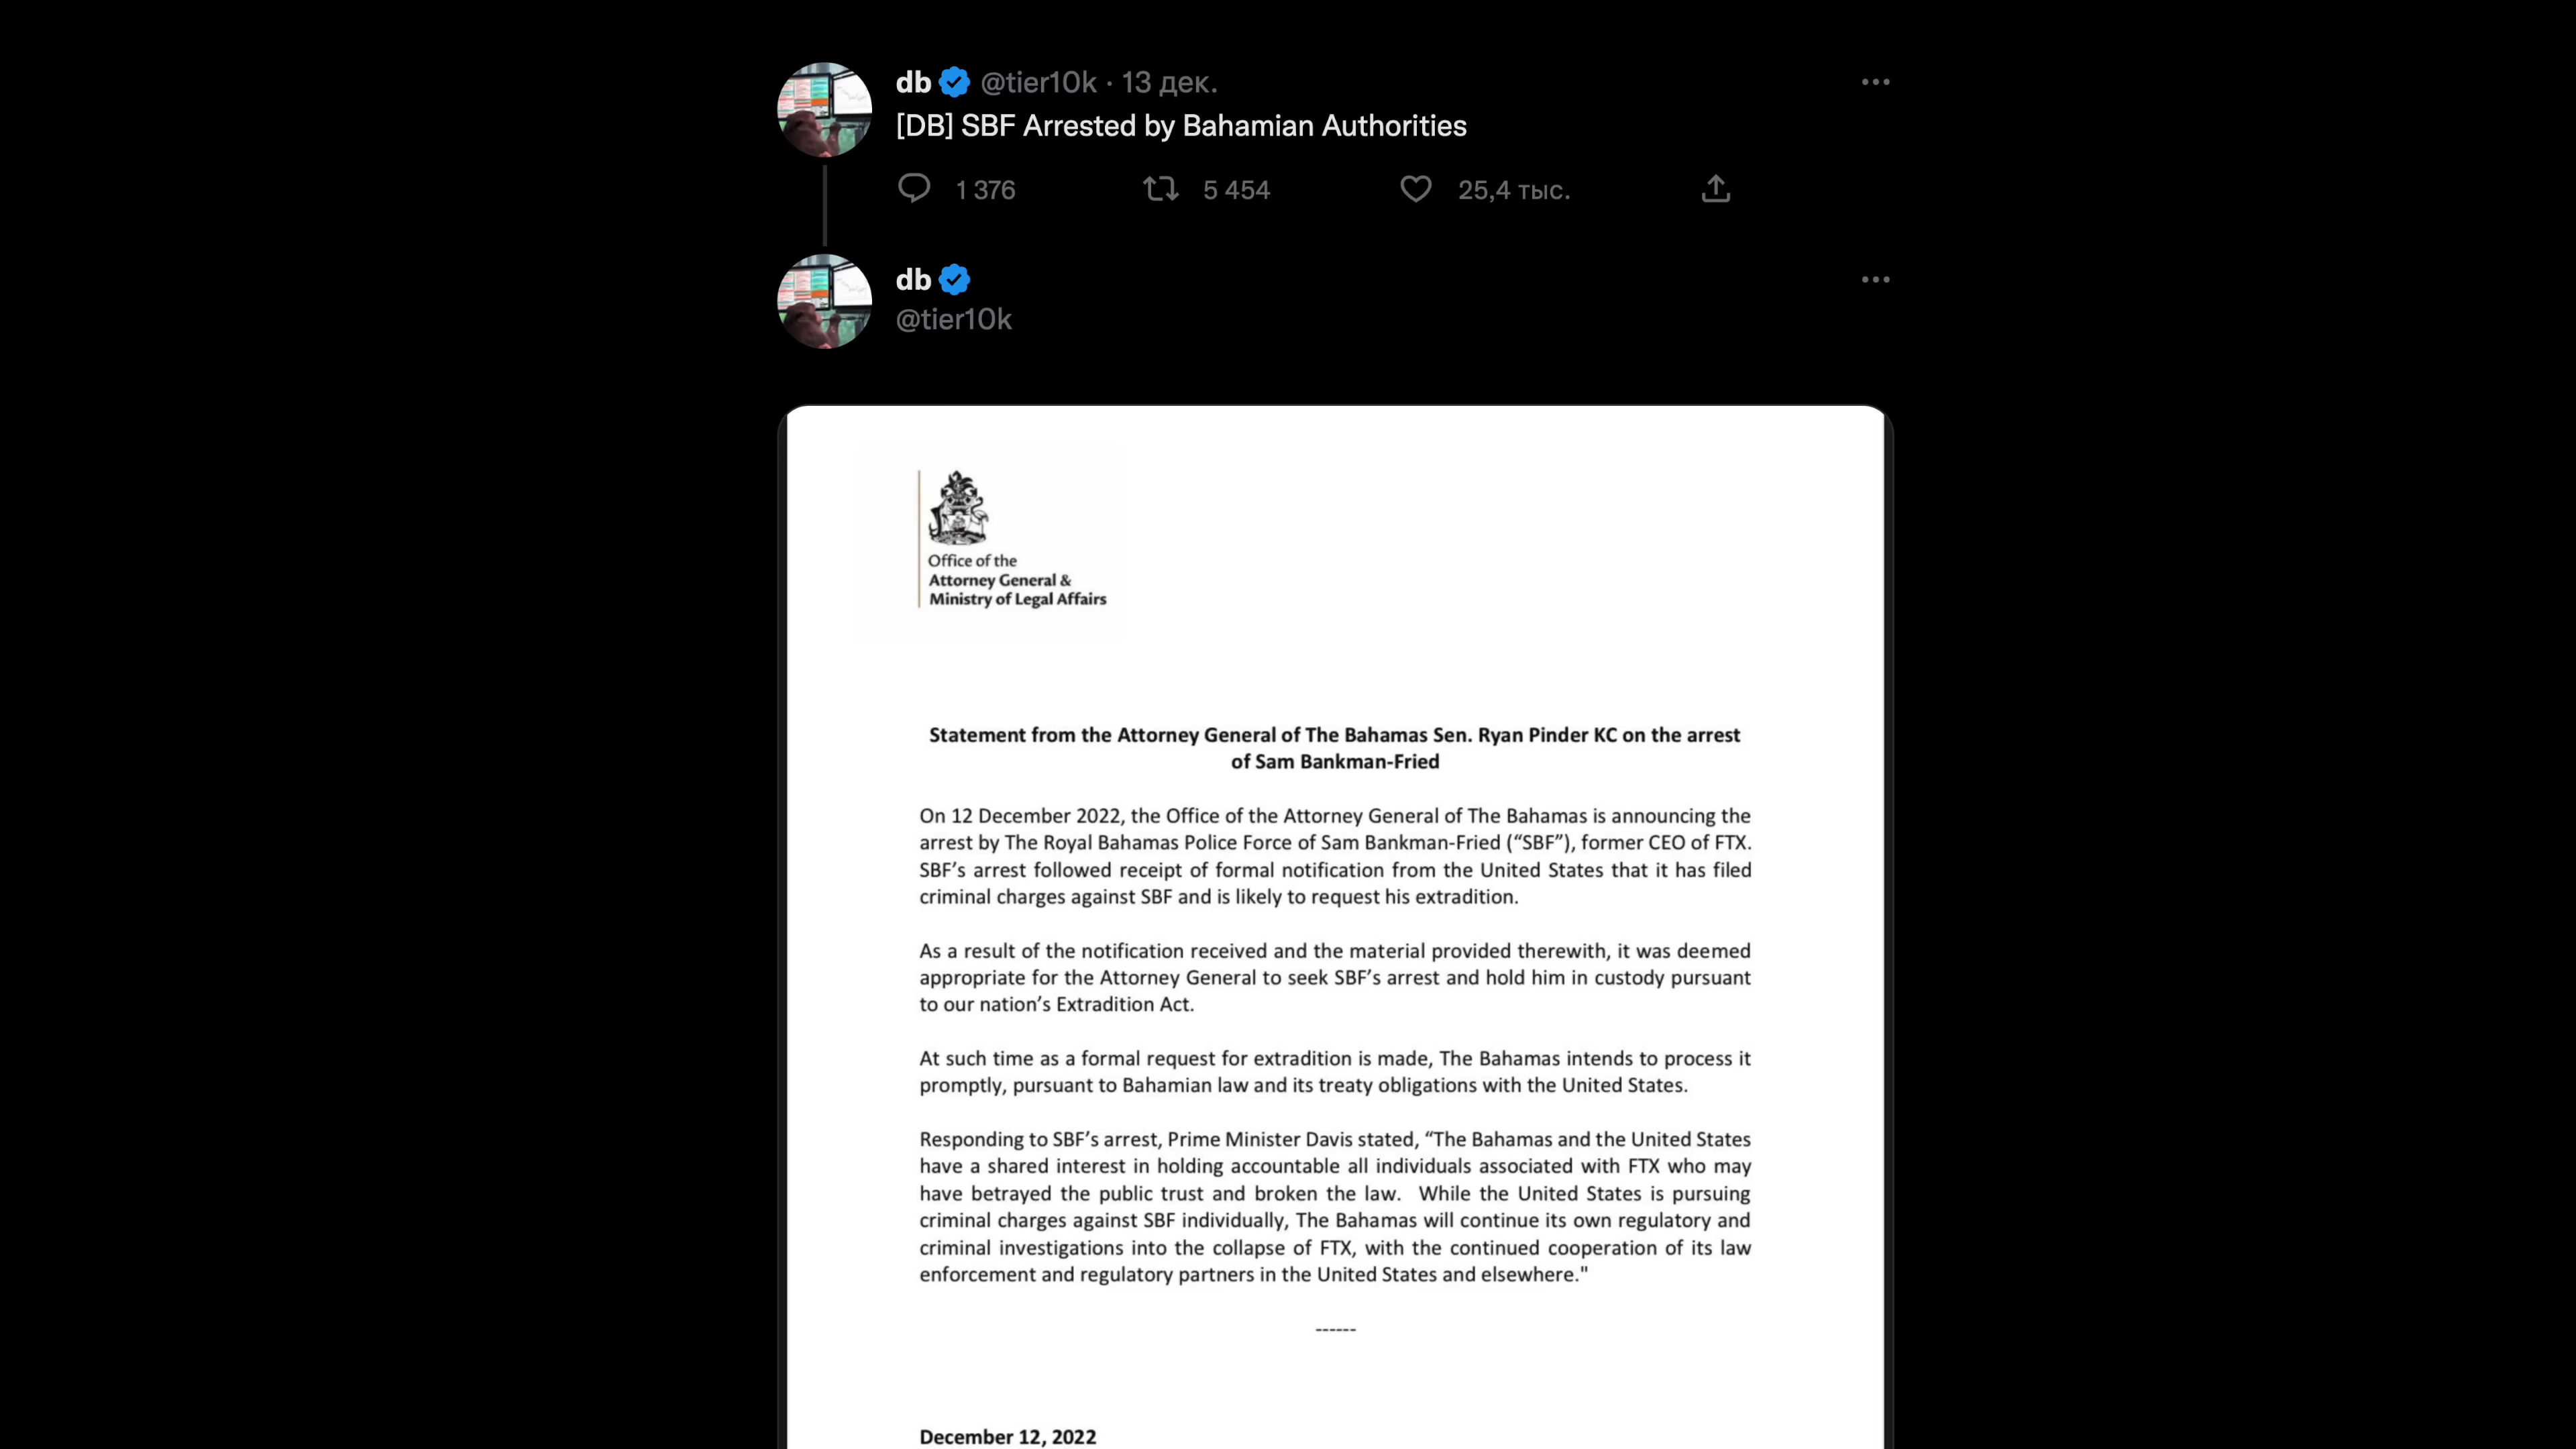 db @tier10k · 13 дек.
[DB] SBF Arrested by Bahamian Authorities
1 376 5 454 25,4 тыс.
db
@tier10k
Office of the
Attorney General &
Ministry of Legal Affairs
Statement from the Attorney General of The Bahamas Sen. Ryan Pinder KC on the arrest
of Sam Bankman-Fried
On 12 December 2022, the Office of the Attorney General of The Bahamas is announcing the
arrest by The Royal Bahamas Police Force of Sam Bankman-Fried (“SBF”), former CEO of FTX.
SBF’s arrest followed receipt of formal notification from the United States that it has filed
criminal charges against SBF and is likely to request his extradition.
As a result of the notification received and the material provided therewith, it was deemed
appropriate for the Attorney General to seek SBF’s arrest and hold him in custody pursuant
to our nation’s Extradition Act.
At such time as a formal request for extradition is made, The Bahamas intends to process it
promptly, pursuant to Bahamian law and its treaty obligations with the United States.
Responding to SBF’s arrest, Prime Minister Davis stated, “The Bahamas and the United States
have a shared interest in holding accountable all individuals associated with FTX who may
have betrayed the public trust and broken the law.  While the United States is pursuing
criminal charges against SBF individually, The Bahamas will continue its own regulatory and
criminal investigations into the collapse of FTX, with the continued cooperation of its law
enforcement and regulatory partners in the United States and elsewhere."
------
December 12, 2022